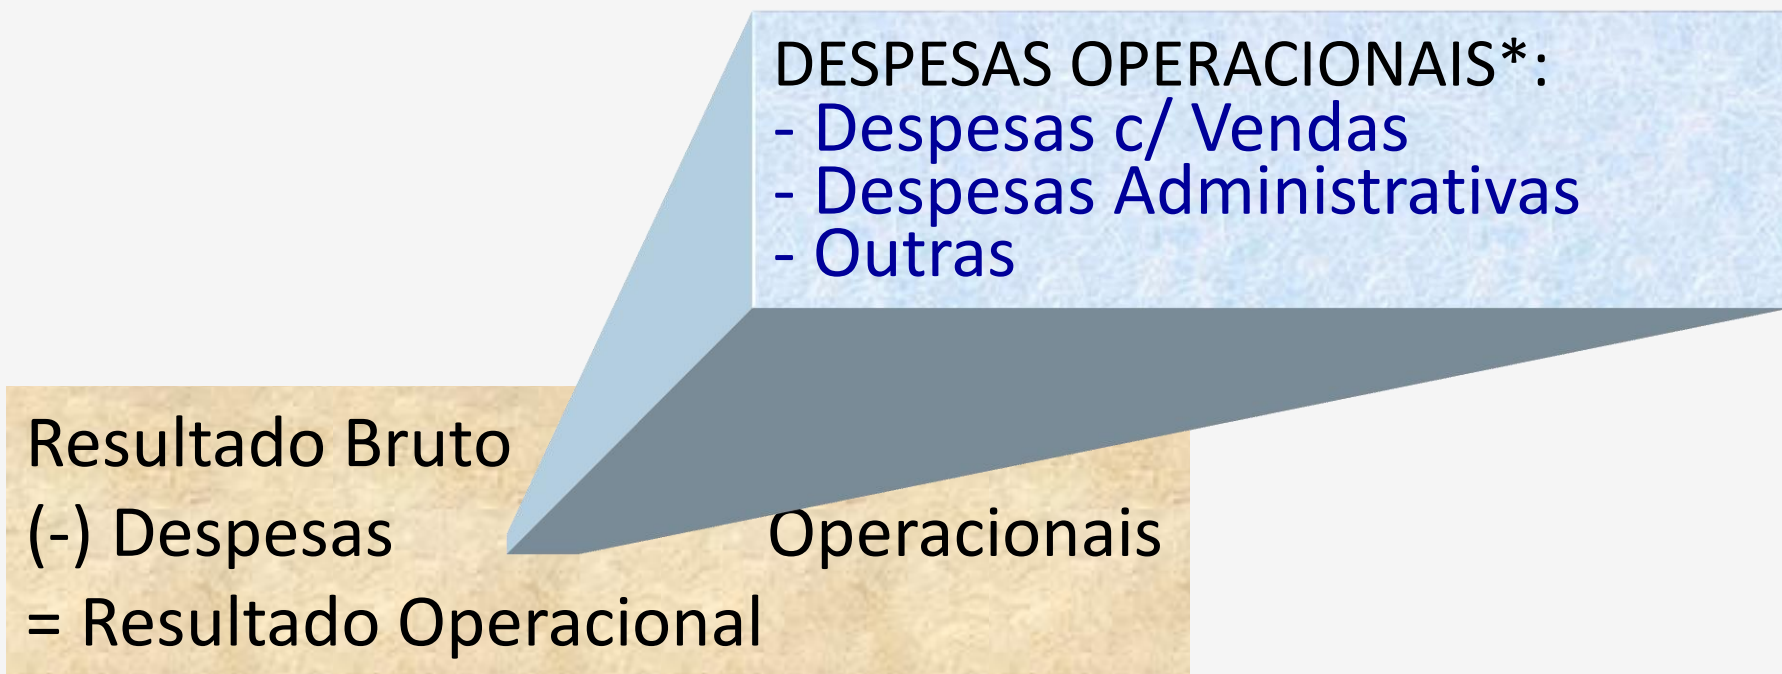 DESPESAS OPERACIONAIS*:
- Despesas c/ Vendas
- Despesas Administrativas
- Outras
Resultado Bruto
(-) Despesas Operacionais
= Resultado Operacional